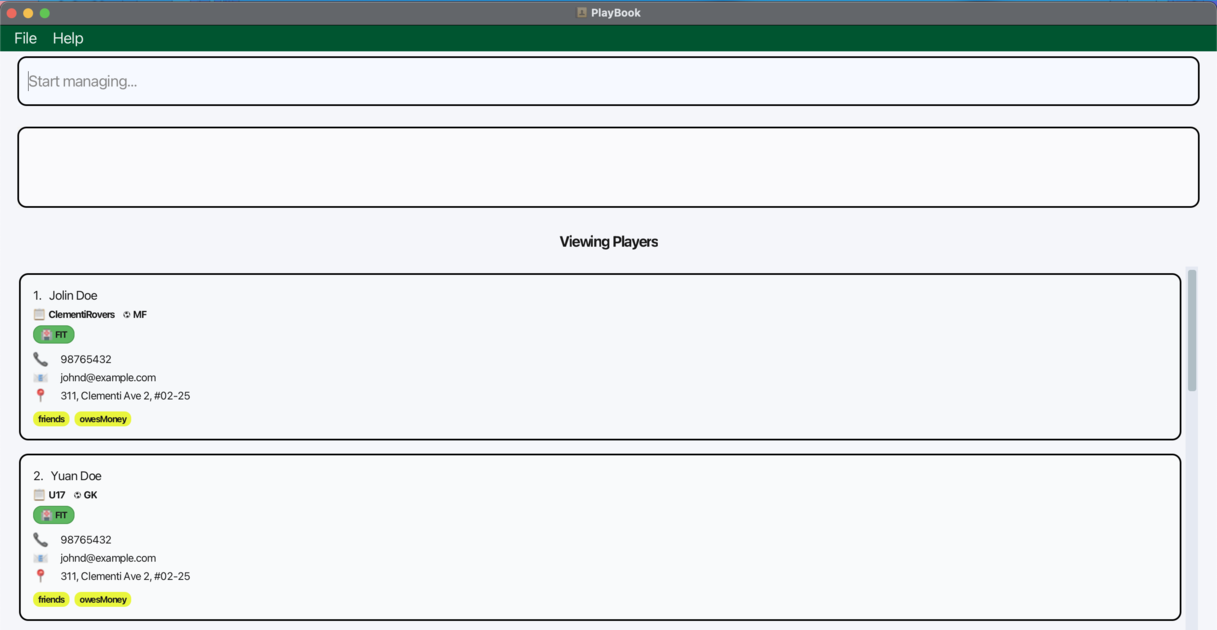 PlayBook
File Help
Start managing...
Viewing Players
1. Jolin Doe
ClementiRovers MF
FIT
98765432
johnd@example.com
311, Clementi Ave 2, #02-25
friends owesMoney
2. Yuan Doe
U17 GK
FIT
98765432
johnd@example.com
311, Clementi Ave 2, #02-25
friends owesMoney